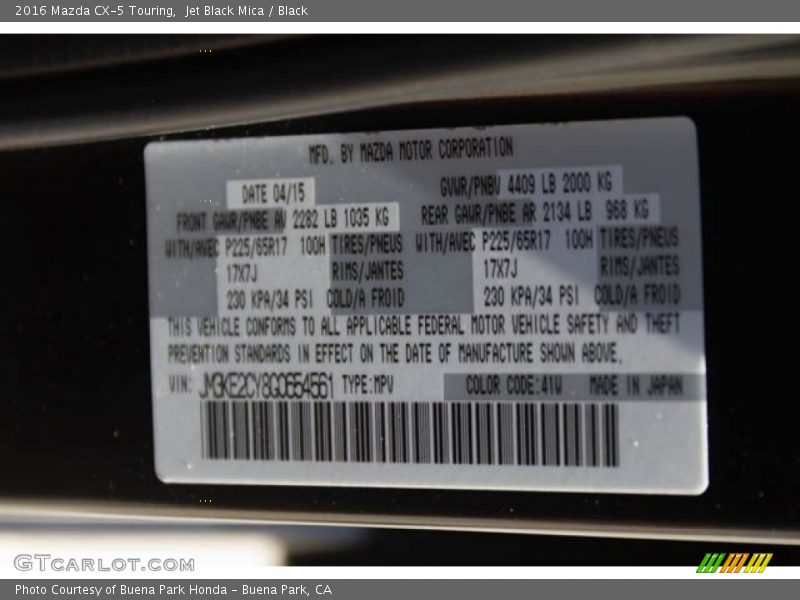 2016 Mazda CX-5 Touring, Jet Black Mica / Black
MFD. BY MAZDA MOTOR CORPORATION
DATE 04/15 GVWR/PNBV 4409 LB 2000 KG
FRONT GAWR/PNBE AV 2282 LB 1035 KG REAR GAWR/PNBE AR 2134 LB 968 KG
WITH/AVEC P225/65R17 100H TIRES/PNEUS WITH/AVEC P225/65R17 100H TIRES/PNEUS
17X7J RIMS/JANTES 17X7J RIMS/JANTES
230 KPA/34 PSI COLD/A FROID 230 KPA/34 PSI COLD/A FROID
THIS VEHICLE CONFORMS TO ALL APPLICABLE FEDERAL MOTOR VEHICLE SAFETY AND THEFT
PREVENTION STANDARDS IN EFFECT ON THE DATE OF MANUFACTURE SHOWN ABOVE.
VIN: JM3KE2CY8G0654561 TYPE:MPV COLOR CODE:41W MADE IN JAPAN
GTCARLOT.COM
Photo Courtesy of Buena Park Honda - Buena Park, CA